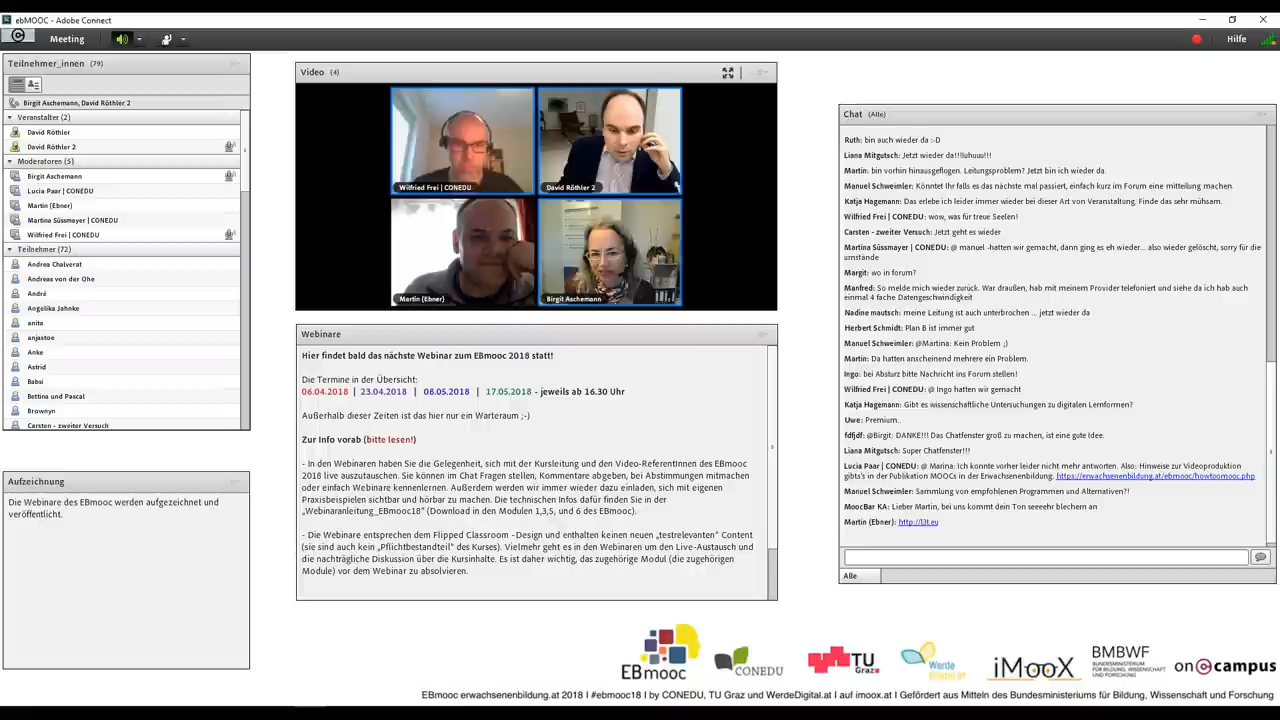 ebMOOC - Adobe Connect
Meeting
Hilfe
Teilnehmer_innen (79)
Birgit Aschemann, David Röthler 2
Veranstalter (2)
David Röthler
David Röthler 2
Moderatoren (5)
Birgit Aschemann
Lucia Paar | CONEDU
Martin (Ebner)
Martina Süssmayer | CONEDU
Wilfried Frei | CONEDU
Teilnehmer (72)
Andrea Chalverat
Andreas von der Ohe
André
Angelika Jahnke
anita
anjastoe
Anke
Astrid
Babsi
Bettina und Pascal
Brownyn
Carsten - zweiter Versuch
Aufzeichnung
Die Webinare des EBmooc werden aufgezeichnet und
veröffentlicht.
Video (4)
Wilfried Frei | CONEDU
David Röthler 2
Martin (Ebner)
Birgit Aschemann
Webinare
Hier findet bald das nächste Webinar zum EBmooc 2018 statt!
Die Termine in der Übersicht:
06.04.2018 | 23.04.2018 | 08.05.2018 | 17.05.2018 - jeweils ab 16.30 Uhr
Außerhalb dieser Zeiten ist das hier nur ein Warteraum ;-)
Zur Info vorab (bitte lesen!)
- In den Webinaren haben Sie die Gelegenheit, sich mit der Kursleitung und den Video-ReferentInnen des EBmooc
2018 live auszutauschen. Sie können im Chat Fragen stellen, Kommentare abgeben, bei Abstimmungen mitmachen
oder einfach Webinare kennenlernen. Außerdem werden wir immer wieder dazu einladen, sich mit eigenen
Praxisbeispielen sichtbar und hörbar zu machen. Die technischen Infos dafür finden Sie in der
„Webinaranleitung_EBmooc18“ (Download in den Modulen 1,3,5, und 6 des EBmooc).
- Die Webinare entsprechen dem Flipped Classroom -Design und enthalten keinen neuen „testrelevanten“ Content
(sie sind auch kein „Pflichtbestandteil“ des Kurses). Vielmehr geht es in den Webinaren um den Live-Austausch und
die nachträgliche Diskussion über die Kursinhalte. Es ist daher wichtig, das zugehörige Modul (die zugehörigen
Module) vor dem Webinar zu absolvieren.
Chat (Alle)
Ruth: bin auch wieder da :-D
Liana Mitgutsch: Jetzt wieder da!!!Juhuuu!!!
Martin: bin vorhin hinausgeflogen. Leitungsproblem? Jetzt bin ich wieder da.
Manuel Schweimler: Könntet Ihr falls es das nächste mal passiert, einfach kurz im Forum eine mitteilung machen.
Katja Hagemann: Das erlebe ich leider immer wieder bei dieser Art von Veranstaltung. Finde das sehr mühsam.
Wilfried Frei | CONEDU: wow, was für treue Seelen!
Carsten - zweiter Versuch: Jetzt geht es wieder
Martina Süssmayer | CONEDU: @ manuel -hatten wir gemacht, dann ging es eh wieder... also wieder gelöscht, sorry für die
umstände
Margit: wo in forum?
Manfred: So melde mich wieder zurück. War draußen, hab mit meinem Provider telefoniert und siehe da ich hab auch
einmal 4 fache Datengeschwindigkeit
Nadine mautsch: meine Leitung ist auch unterbrochen ... jetzt wieder da
Herbert Schmidt: Plan B ist immer gut
Manuel Schweimler: @Martina: Kein Problem ;)
Martin: Da hatten anscheinend mehrere ein Problem.
Ingo: bei Absturz bitte Nachricht ins Forum stellen!
Wilfried Frei | CONEDU: @ Ingo hatten wir gemacht
Katja Hagemann: Gibt es wissenschaftliche Untersuchungen zu digitalen Lernformen?
Uwe: Premium..
fdfjdf: @Birgit: DANKE!!! Das Chatfenster groß zu machen, ist eine gute Idee.
Liana Mitgutsch: Super Chatfenster!!!
Lucia Paar | CONEDU: @ Marina: Ich konnte vorher leider nicht mehr antworten. Also: Hinweise zur Videoproduktion
gibt's in der Publikation MOOCs in der Erwachsenenbildung: https://erwachsenenbildung.at/ebmooc/howtomooc.php
Manuel Schweimler: Sammlung von empfohlenen Programmen und Alternativen?!
MoocBar KA: Lieber Martin, bei uns kommt dein Ton seeeehr blechern an
Martin (Ebner): http://l3t.eu
Alle
EBmooc
CONEDU
TU Graz
Werde Digital.at
iMooX
BMBWF
BUNDESMINISTERIUM
FÜR BILDUNG, WISSENSCHAFT
UND FORSCHUNG
on campus
EBmooc erwachsenenbildung.at 2018 I #ebmooc18 I by CONEDU, TU Graz und WerdeDigital.at I auf imoox.at I Gefördert aus Mitteln des Bundesministeriums für Bildung, Wissenschaft und Forschung